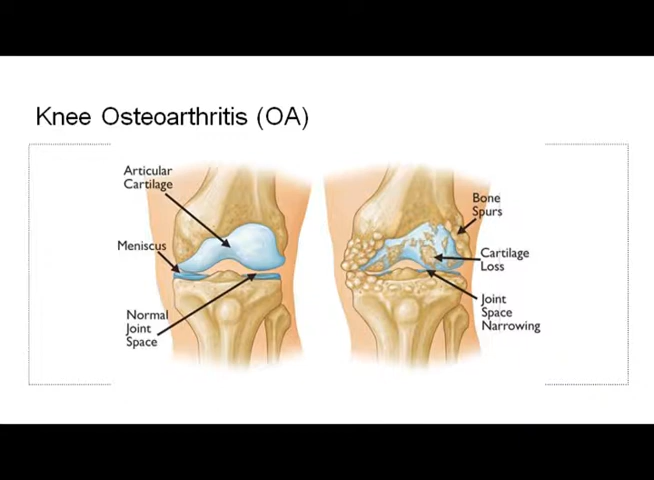 Knee Osteoarthritis (OA)
Articular
Cartilage
Meniscus
Normal
Joint
Space
Bone
Spurs
Cartilage
Loss
Joint
Space
Narrowing